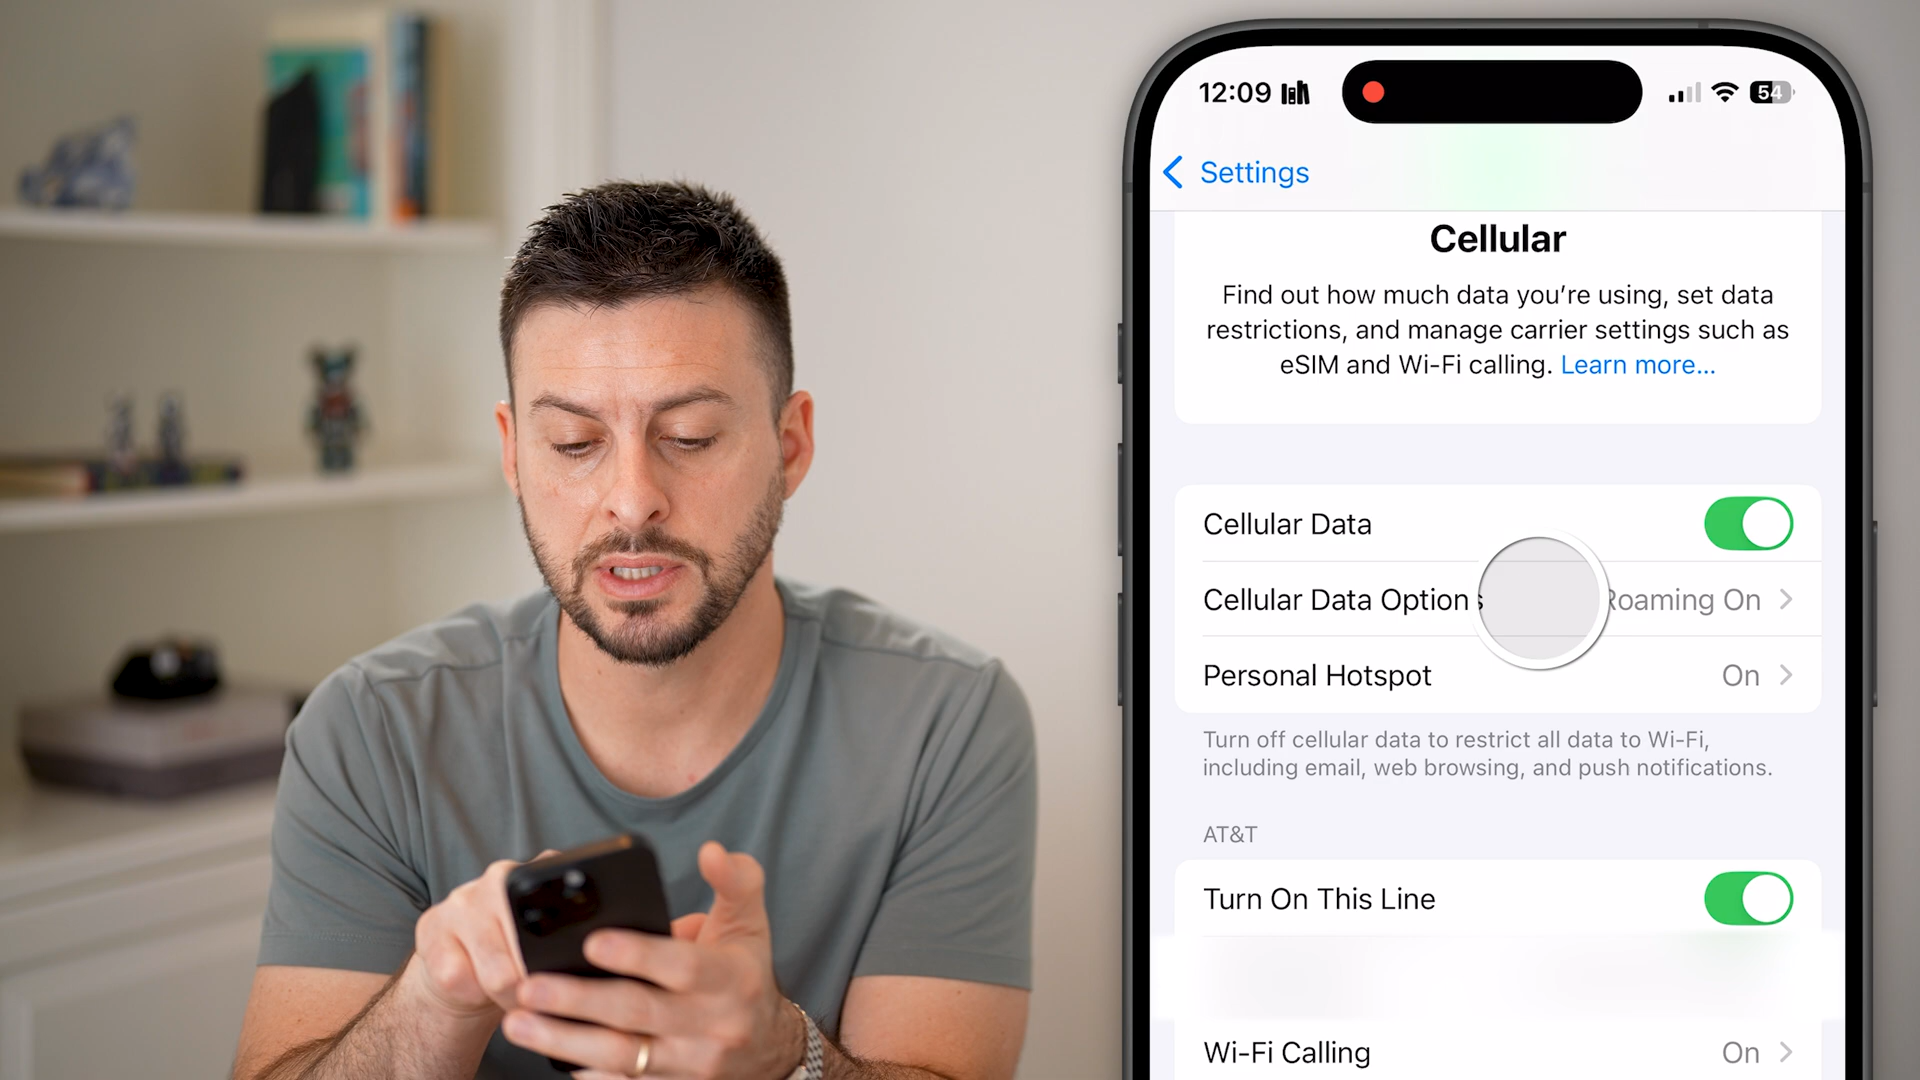 12:09
54
Settings
Cellular
Find out how much data you’re using, set data
restrictions, and manage carrier settings such as
eSIM and Wi-Fi calling. Learn more...
Cellular Data
Cellular Data Options Roaming On
Personal Hotspot On
Turn off cellular data to restrict all data to Wi-Fi,
including email, web browsing, and push notifications.
AT&T
Turn On This Line
Wi-Fi Calling On